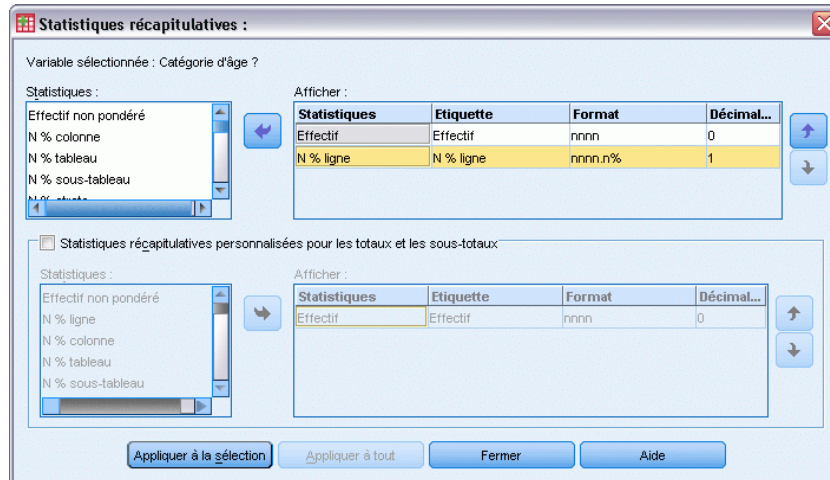 Statistiques récapitulatives :
Variable sélectionnée : Catégorie d'âge ?
Statistiques :
Effectif non pondéré
N % colonne
N % tableau
N % sous-tableau
Afficher :
Statistiques Etiquette Format Décimal...
Effectif Effectif nnnn 0
N % ligne N % ligne nnnn.n% 1
Statistiques récapitulatives personnalisées pour les totaux et les sous-totaux
Statistiques :
Effectif non pondéré
N % ligne
N % colonne
N % tableau
N % sous-tableau
Afficher :
Statistiques Etiquette Format Décimal...
Effectif Effectif nnnn 0
Appliquer à la sélection Appliquer à tout Fermer Aide